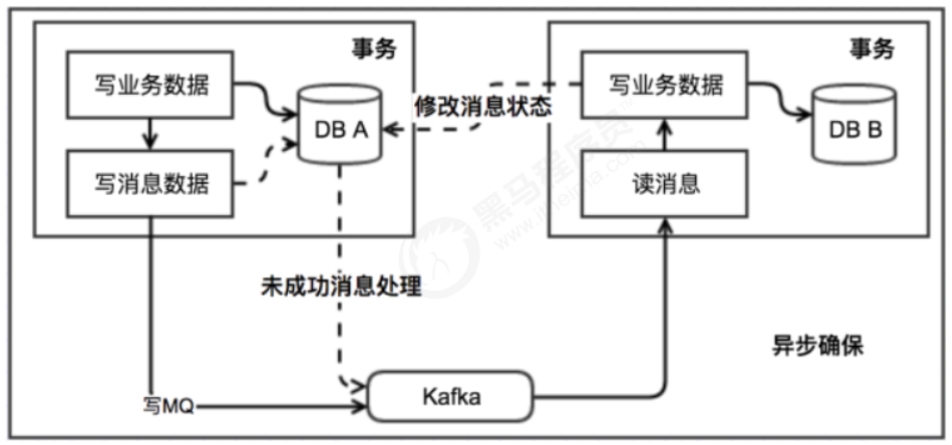 事务
写业务数据
DB A
写消息数据
修改消息状态
事务
写业务数据
DB B
读消息
黑马程序员™
www.itheima.com
未成功消息处理
异步确保
写MQ
Kafka